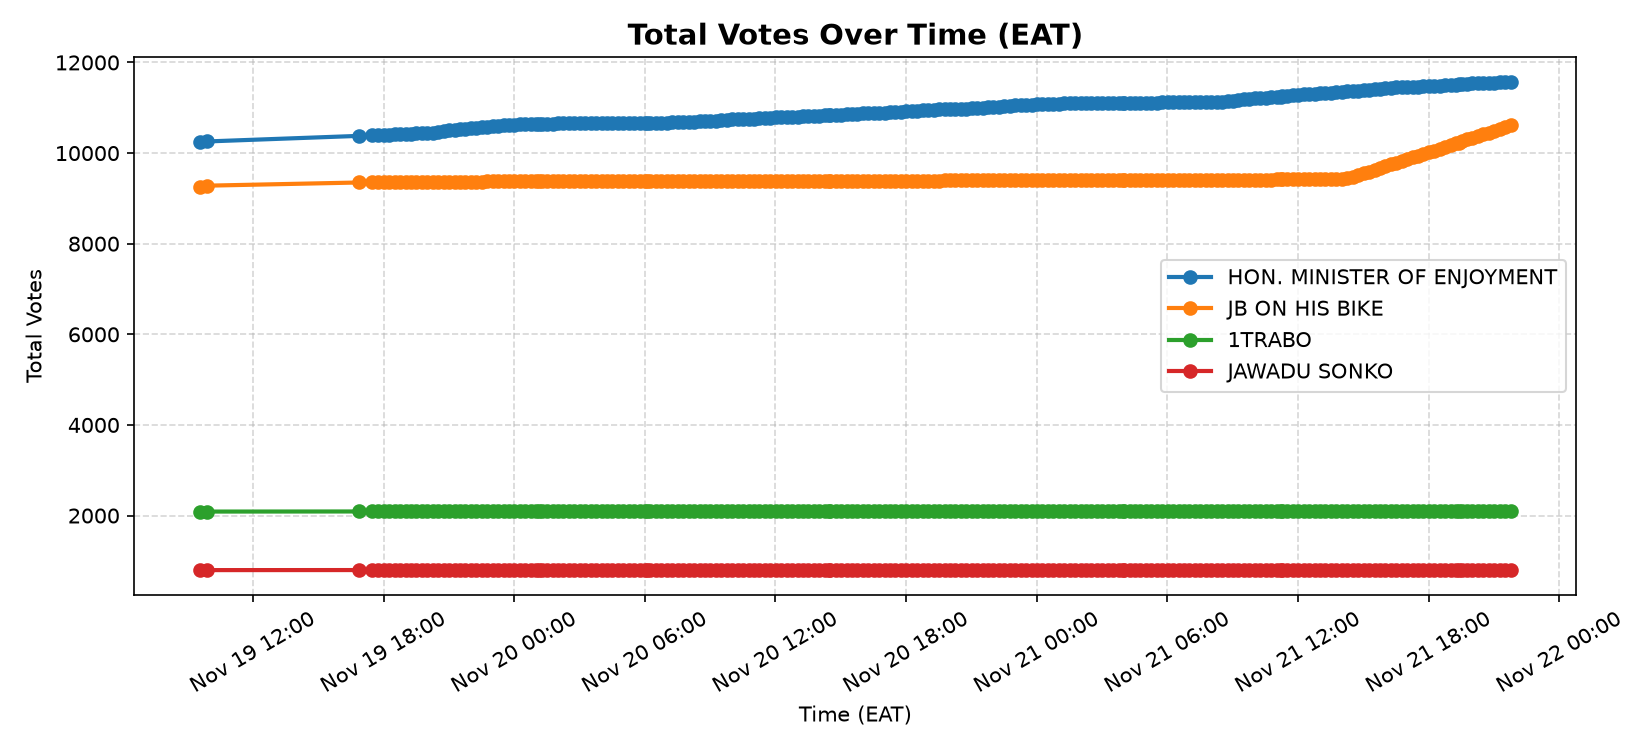 Total Votes Over Time (EAT)
12000
10000
8000
6000
4000
2000
Total Votes
HON. MINISTER OF ENJOYMENT
JB ON HIS BIKE
1TRABO
JAWADU SONKO
Nov 19 12:00
Nov 19 18:00
Nov 20 00:00
Nov 20 06:00
Nov 20 12:00
Nov 20 18:00
Nov 21 00:00
Nov 21 06:00
Nov 21 12:00
Nov 21 18:00
Nov 22 00:00
Time (EAT)